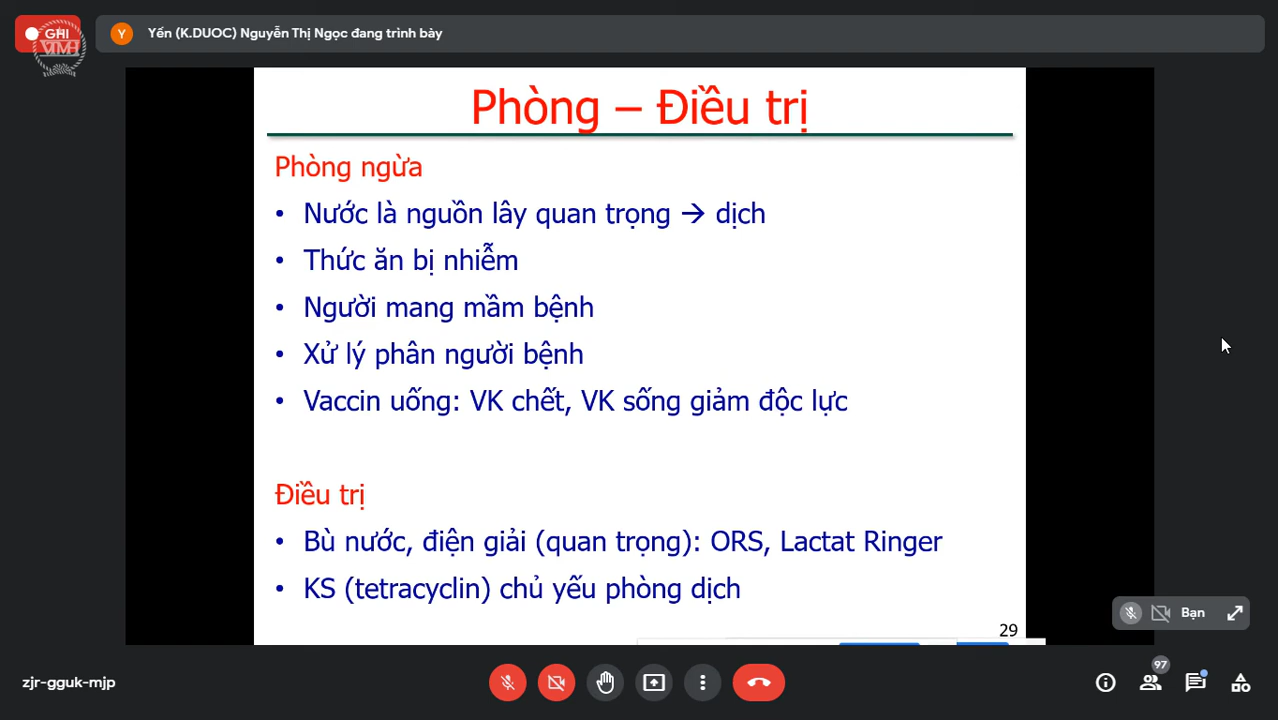 GHI
VTMH
Y
Yến (K.DUOC) Nguyễn Thị Ngọc đang trình bày
Phòng – Điều trị
Phòng ngừa
• Nước là nguồn lây quan trọng → dịch
• Thức ăn bị nhiễm
• Người mang mầm bệnh
• Xử lý phân người bệnh
• Vaccin uống: VK chết, VK sống giảm độc lực
Điều trị
• Bù nước, điện giải (quan trọng): ORS, Lactat Ringer
• KS (tetracyclin) chủ yếu phòng dịch
Bạn
29
zjr-gguk-mjp
97